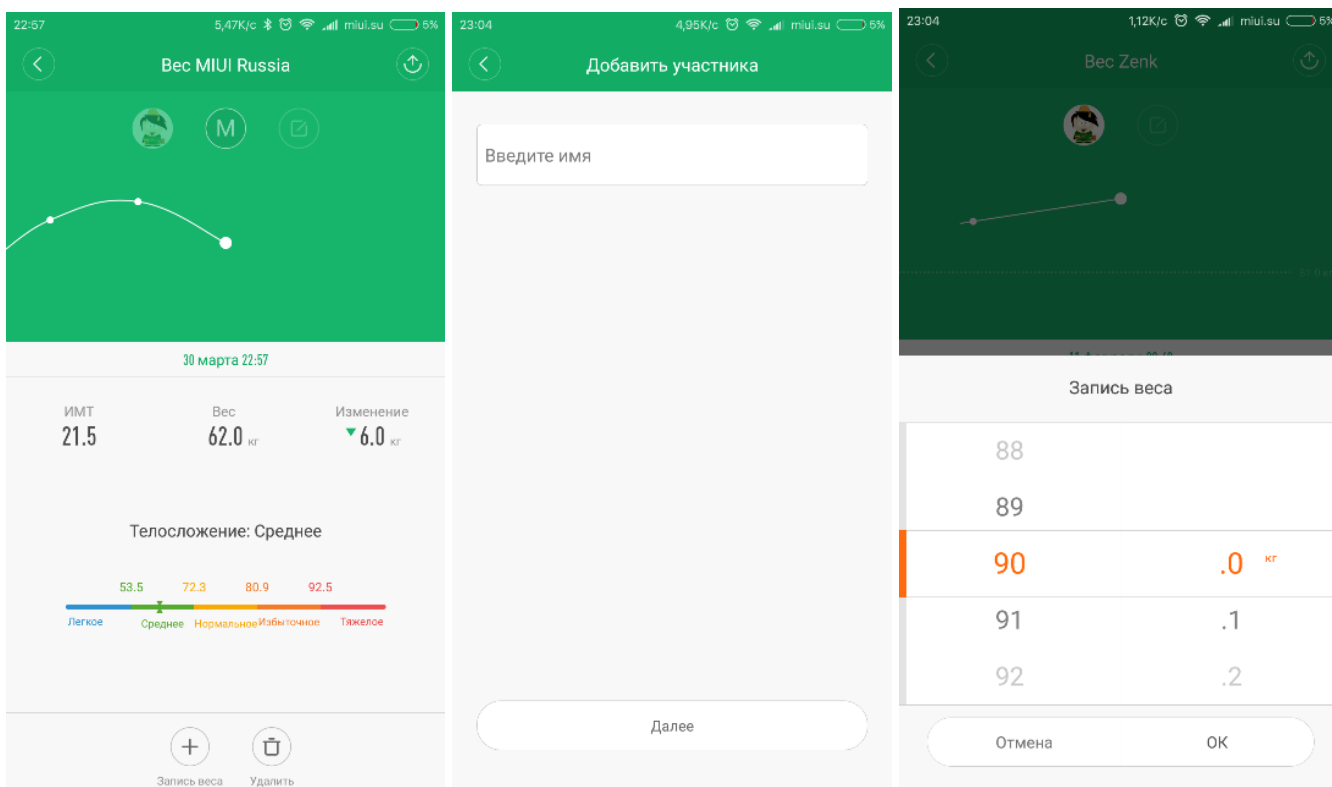 22:57
5,47K/c
miui.su
5%
Вес MIUI Russia
M
30 марта 22:57
ИМТ
Вес
Изменение
21.5
62.0 кг
6.0 кг
Телосложение: Среднее
53.5
72.3
80.9
92.5
Легкое
Среднее
Нормальное
Избыточное
Тяжелое
Запись веса
Удалить
23:04
4,95K/c
miui.su
5%
Добавить участника
Введите имя
Далее
23:04
1,12K/c
miui.su
5%
Вес Zenk
Запись веса
88
89
90
.0 кг
91
.1
92
.2
Отмена
ОК